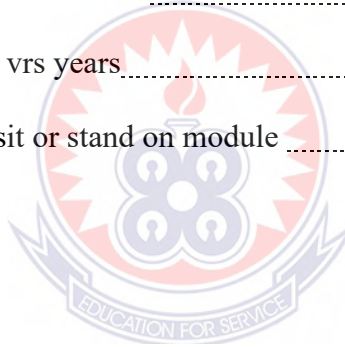 vrs years
sit or stand on module
EDUCATION FOR SERVICE